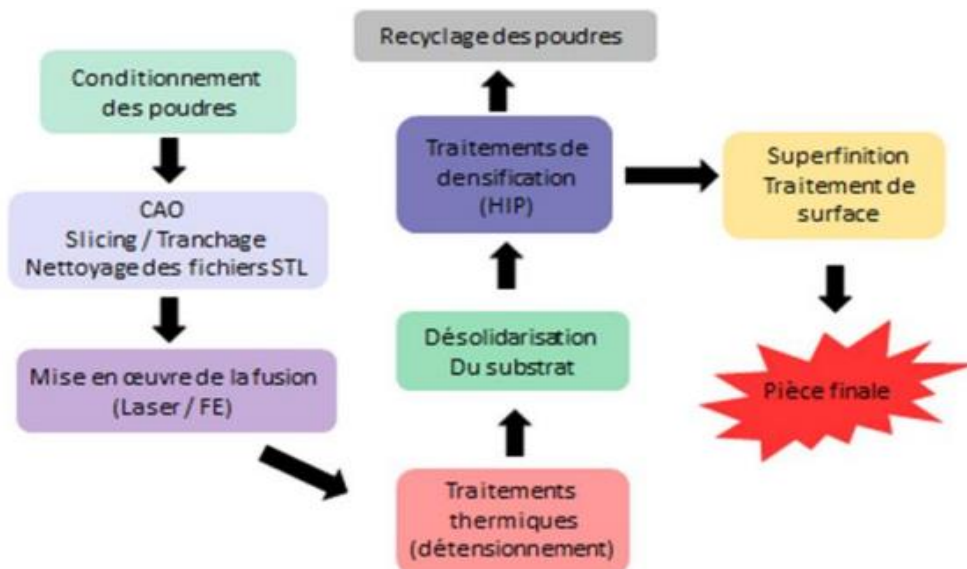 Conditionnement
des poudres
CAO
Slicing / Tranchage
Nettoyage des fichiers STL
Mise en œuvre de la fusion
(Laser / FE)
Traitements
thermiques
(détensionnement)
Désolidarisation
Du substrat
Traitements de
densification
(HIP)
Recyclage des poudres
Superfinition
Traitement de
surface
Pièce finale